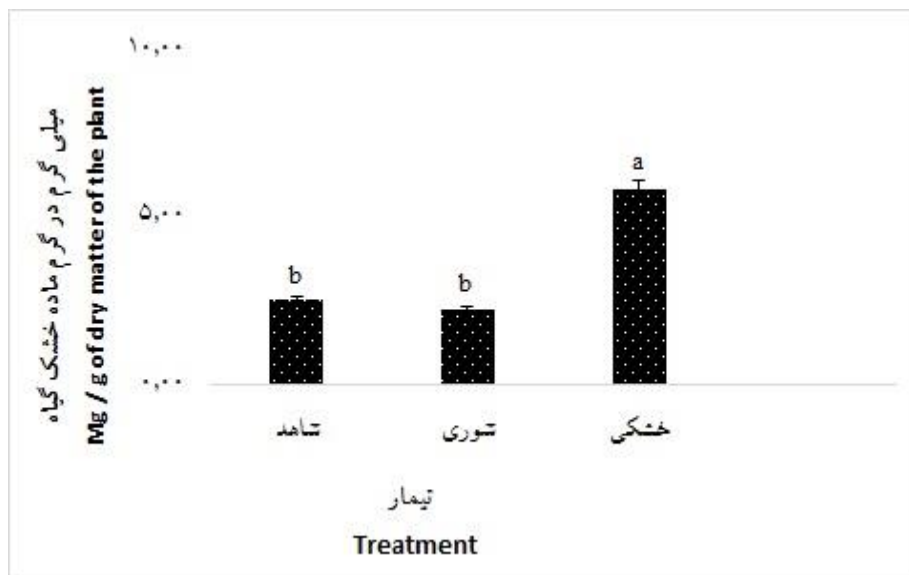 ۱۰,۰۰
۵,۰۰
۰,۰۰
میلی گرم در گرم ماده خشک گیاه
Mg / g of dry matter of the plant
b
b
a
شاهد
شوری
خشکی
تیمار
Treatment